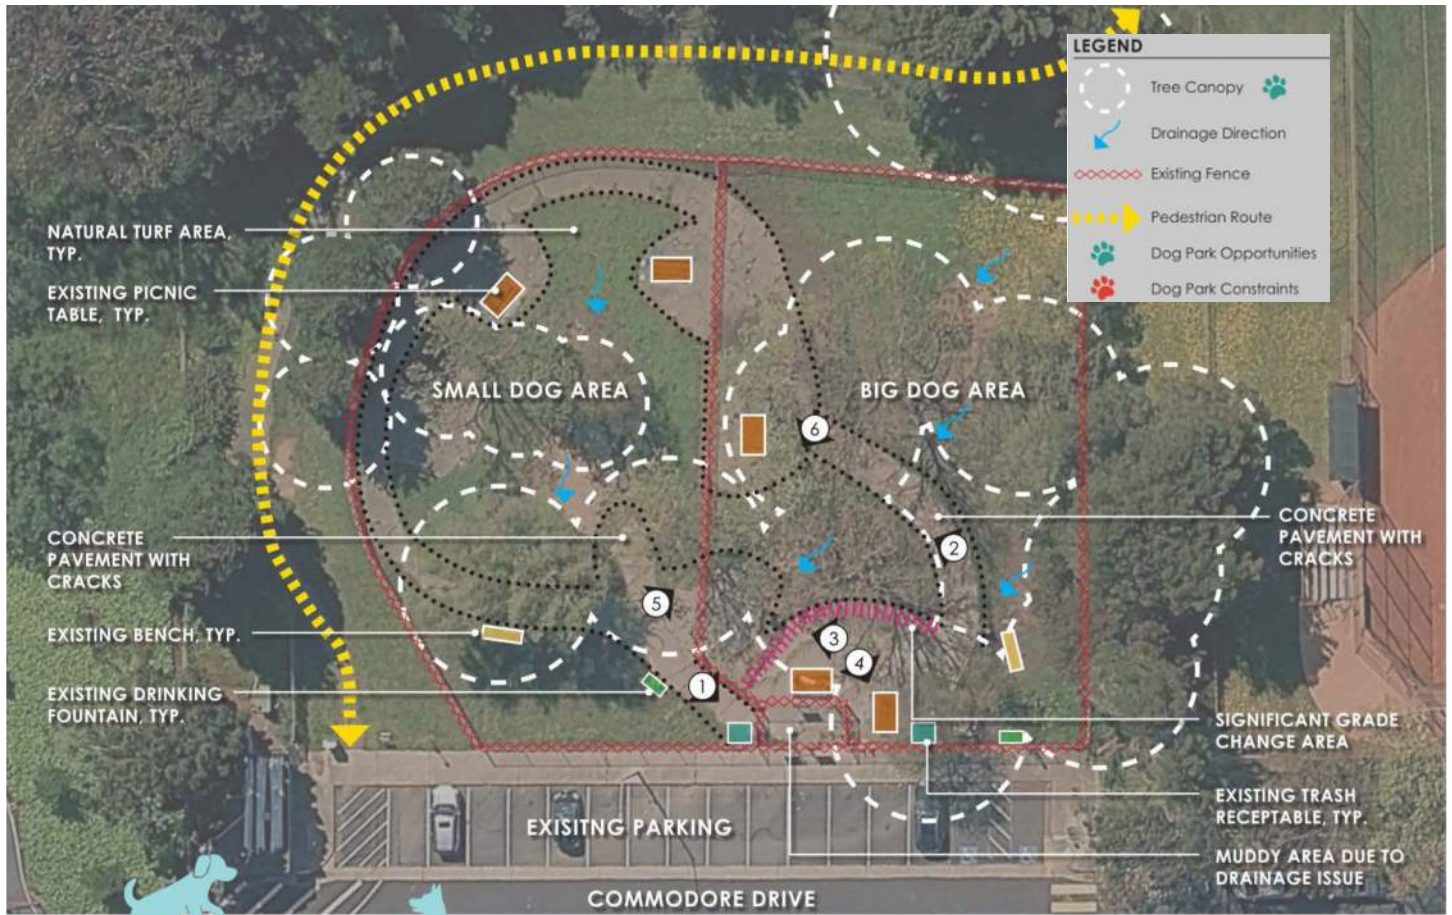 LEGEND
Tree Canopy
Drainage Direction
Existing Fence
Pedestrian Route
Dog Park Opportunities
Dog Park Constraints
NATURAL TURF AREA,
TYP.
EXISTING PICNIC
TABLE, TYP.
SMALL DOG AREA
BIG DOG AREA
6
CONCRETE
PAVEMENT WITH
CRACKS
CONCRETE
PAVEMENT WITH
CRACKS
2
5
3
4
EXISTING BENCH, TYP.
1
EXISTING DRINKING
FOUNTAIN, TYP.
SIGNIFICANT GRADE
CHANGE AREA
EXISTING TRASH
RECEPTABLE, TYP.
MUDDY AREA DUE TO
DRAINAGE ISSUE
EXISITNG PARKING
COMMODORE DRIVE